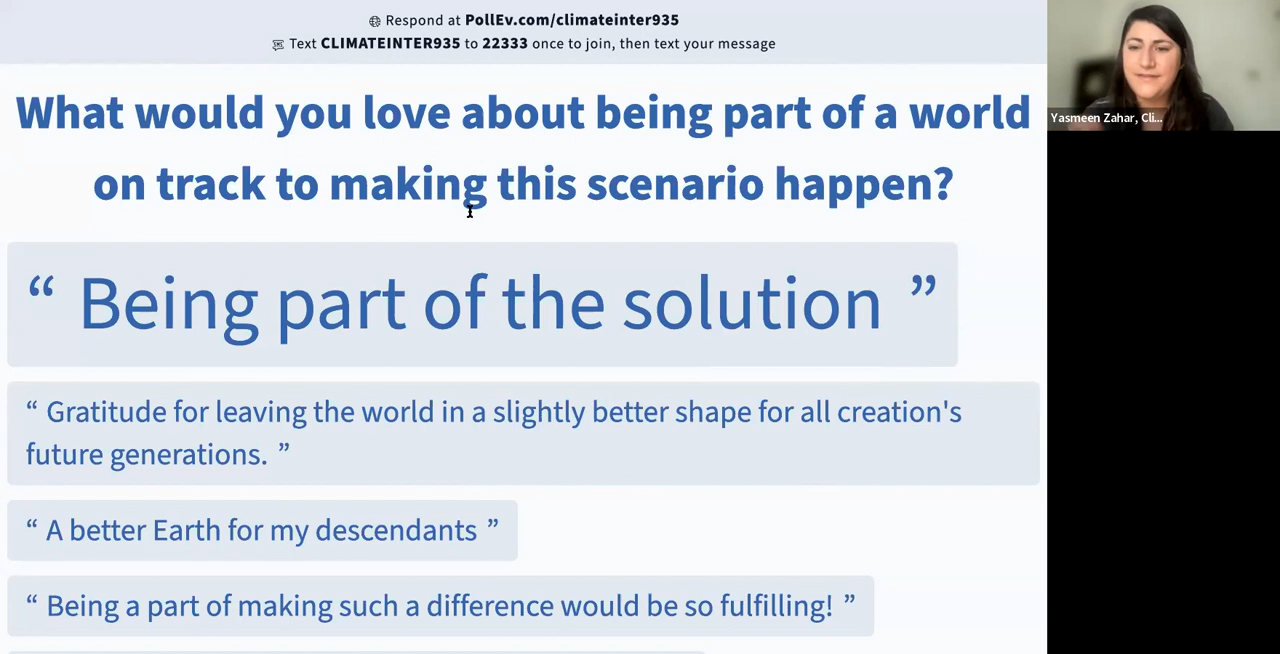 Respond at PollEv.com/climateinter935
Text CLIMATEINTER935 to 22333 once to join, then text your message
What would you love about being part of a world
on track to making this scenario happen?
“ Being part of the solution ”
“ Gratitude for leaving the world in a slightly better shape for all creation's
future generations. ”
“ A better Earth for my descendants ”
“ Being a part of making such a difference would be so fulfilling! ”
Yasmeen Zahar, Cli...